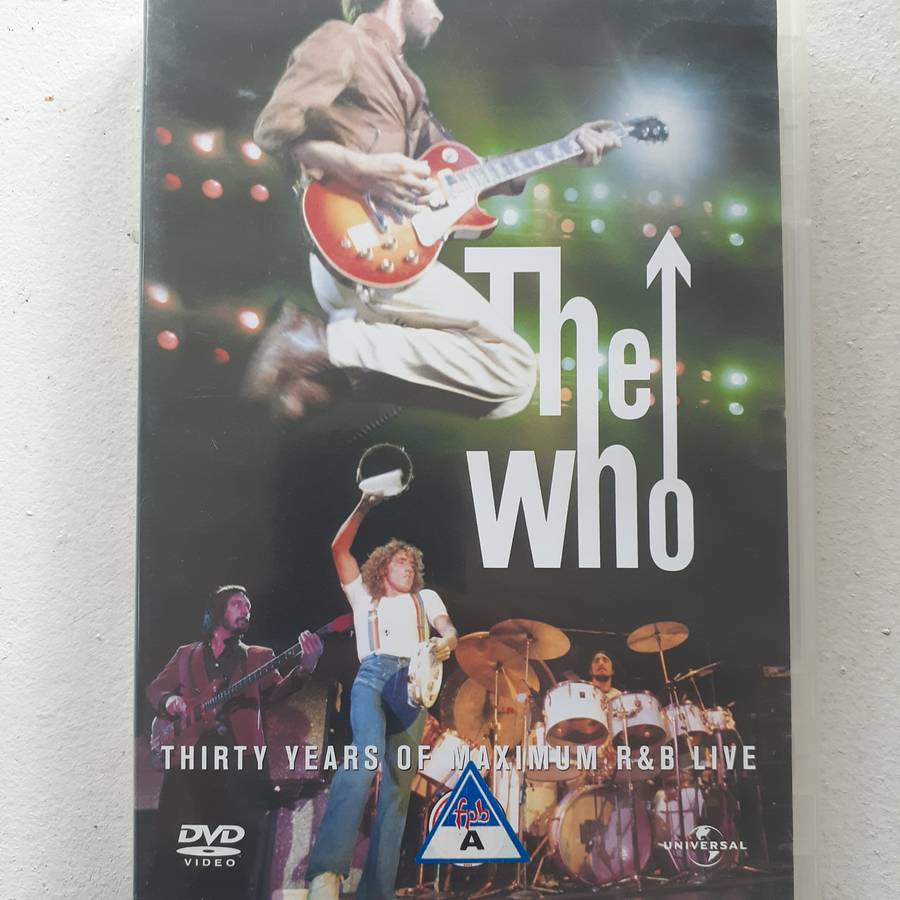 The
Who
THIRTY YEARS OF MAXIMUM R&B LIVE
DVD
VIDEO
fpb
A
UNIVERSAL